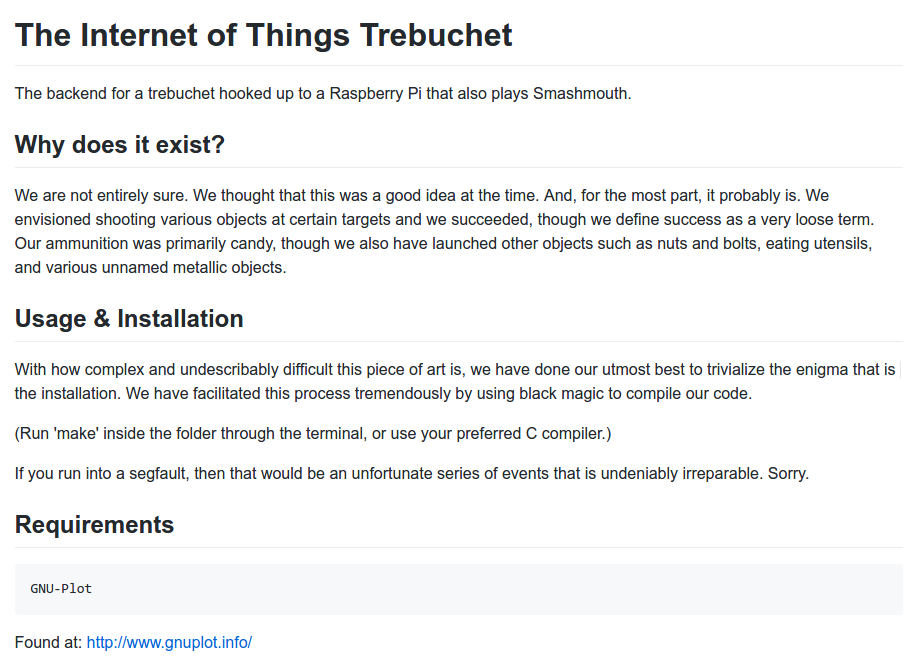 The Internet of Things Trebuchet
The backend for a trebuchet hooked up to a Raspberry Pi that also plays Smashmouth.
Why does it exist?
We are not entirely sure. We thought that this was a good idea at the time. And, for the most part, it probably is. We
envisioned shooting various objects at certain targets and we succeeded, though we define success as a very loose term.
Our ammunition was primarily candy, though we also have launched other objects such as nuts and bolts, eating utensils,
and various unnamed metallic objects.
Usage & Installation
With how complex and undescribably difficult this piece of art is, we have done our utmost best to trivialize the enigma that is
the installation. We have facilitated this process tremendously by using black magic to compile our code.
(Run 'make' inside the folder through the terminal, or use your preferred C compiler.)
If you run into a segfault, then that would be an unfortunate series of events that is undeniably irreparable. Sorry.
Requirements
GNU-Plot
Found at: http://www.gnuplot.info/